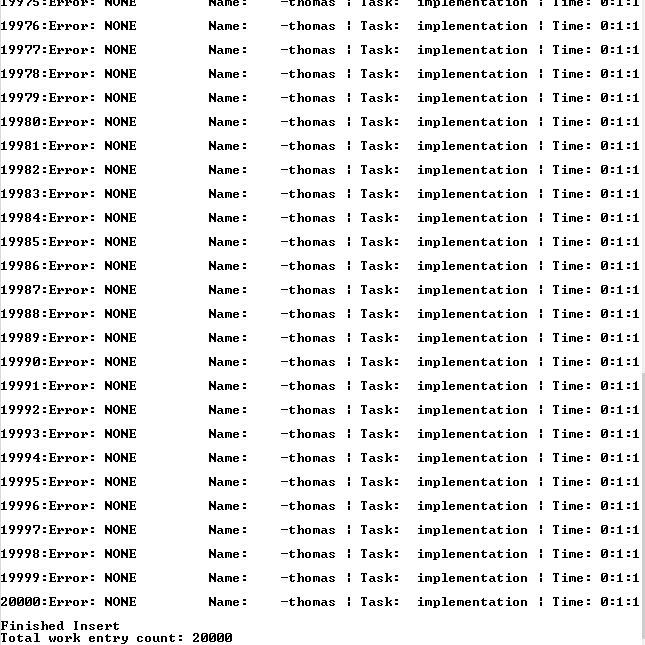 19975:Error: NONE Name: -thomas ¦ Task: implementation ¦ Time: 0:1:1
19976:Error: NONE Name: -thomas ¦ Task: implementation ¦ Time: 0:1:1
19977:Error: NONE Name: -thomas ¦ Task: implementation ¦ Time: 0:1:1
19978:Error: NONE Name: -thomas ¦ Task: implementation ¦ Time: 0:1:1
19979:Error: NONE Name: -thomas ¦ Task: implementation ¦ Time: 0:1:1
19980:Error: NONE Name: -thomas ¦ Task: implementation ¦ Time: 0:1:1
19981:Error: NONE Name: -thomas ¦ Task: implementation ¦ Time: 0:1:1
19982:Error: NONE Name: -thomas ¦ Task: implementation ¦ Time: 0:1:1
19983:Error: NONE Name: -thomas ¦ Task: implementation ¦ Time: 0:1:1
19984:Error: NONE Name: -thomas ¦ Task: implementation ¦ Time: 0:1:1
19985:Error: NONE Name: -thomas ¦ Task: implementation ¦ Time: 0:1:1
19986:Error: NONE Name: -thomas ¦ Task: implementation ¦ Time: 0:1:1
19987:Error: NONE Name: -thomas ¦ Task: implementation ¦ Time: 0:1:1
19988:Error: NONE Name: -thomas ¦ Task: implementation ¦ Time: 0:1:1
19989:Error: NONE Name: -thomas ¦ Task: implementation ¦ Time: 0:1:1
19990:Error: NONE Name: -thomas ¦ Task: implementation ¦ Time: 0:1:1
19991:Error: NONE Name: -thomas ¦ Task: implementation ¦ Time: 0:1:1
19992:Error: NONE Name: -thomas ¦ Task: implementation ¦ Time: 0:1:1
19993:Error: NONE Name: -thomas ¦ Task: implementation ¦ Time: 0:1:1
19994:Error: NONE Name: -thomas ¦ Task: implementation ¦ Time: 0:1:1
19995:Error: NONE Name: -thomas ¦ Task: implementation ¦ Time: 0:1:1
19996:Error: NONE Name: -thomas ¦ Task: implementation ¦ Time: 0:1:1
19997:Error: NONE Name: -thomas ¦ Task: implementation ¦ Time: 0:1:1
19998:Error: NONE Name: -thomas ¦ Task: implementation ¦ Time: 0:1:1
19999:Error: NONE Name: -thomas ¦ Task: implementation ¦ Time: 0:1:1
20000:Error: NONE Name: -thomas ¦ Task: implementation ¦ Time: 0:1:1
Finished Insert
Total work entry count: 20000